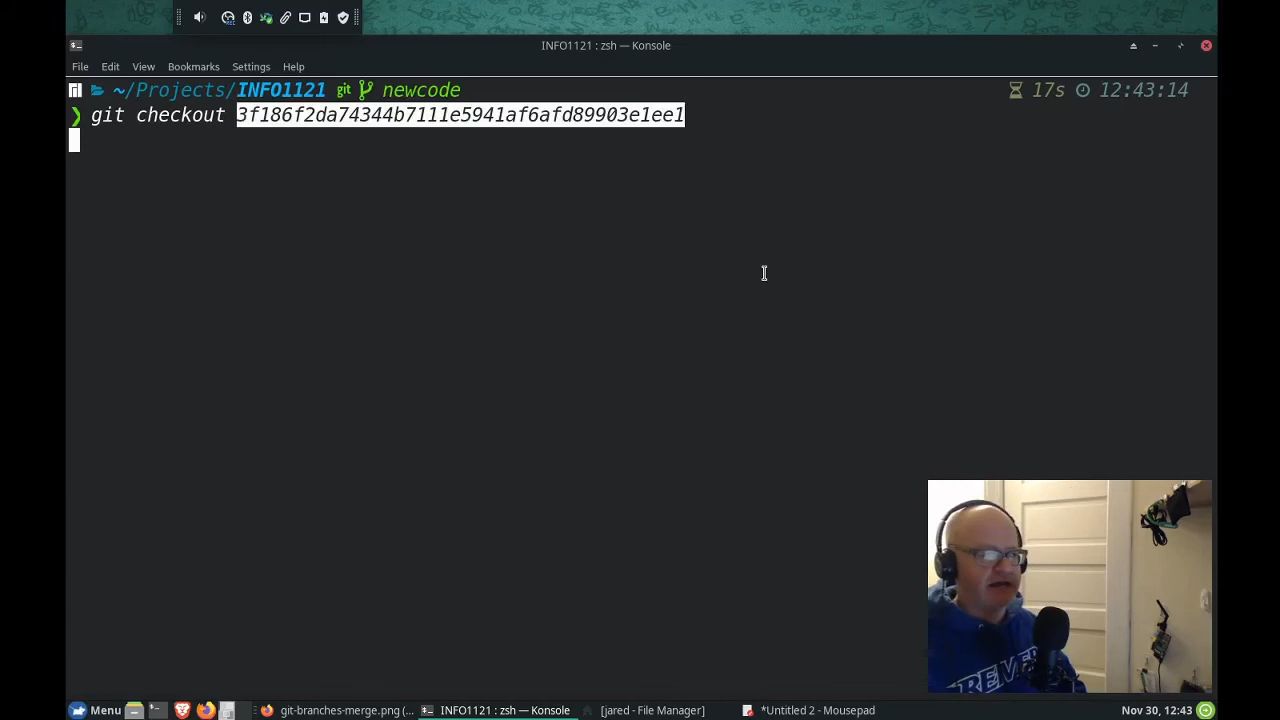 INFO1121 : zsh — Konsole
File Edit View Bookmarks Settings Help
~/Projects/INFO1121 git newcode 17s 12:43:14
❯ git checkout 3f186f2da74344b7111e5941af6afd89903e1ee1
Menu git-branches-merge.png (... INFO1121 : zsh — Konsole [jared - File Manager] *Untitled 2 - Mousepad Nov 30, 12:43